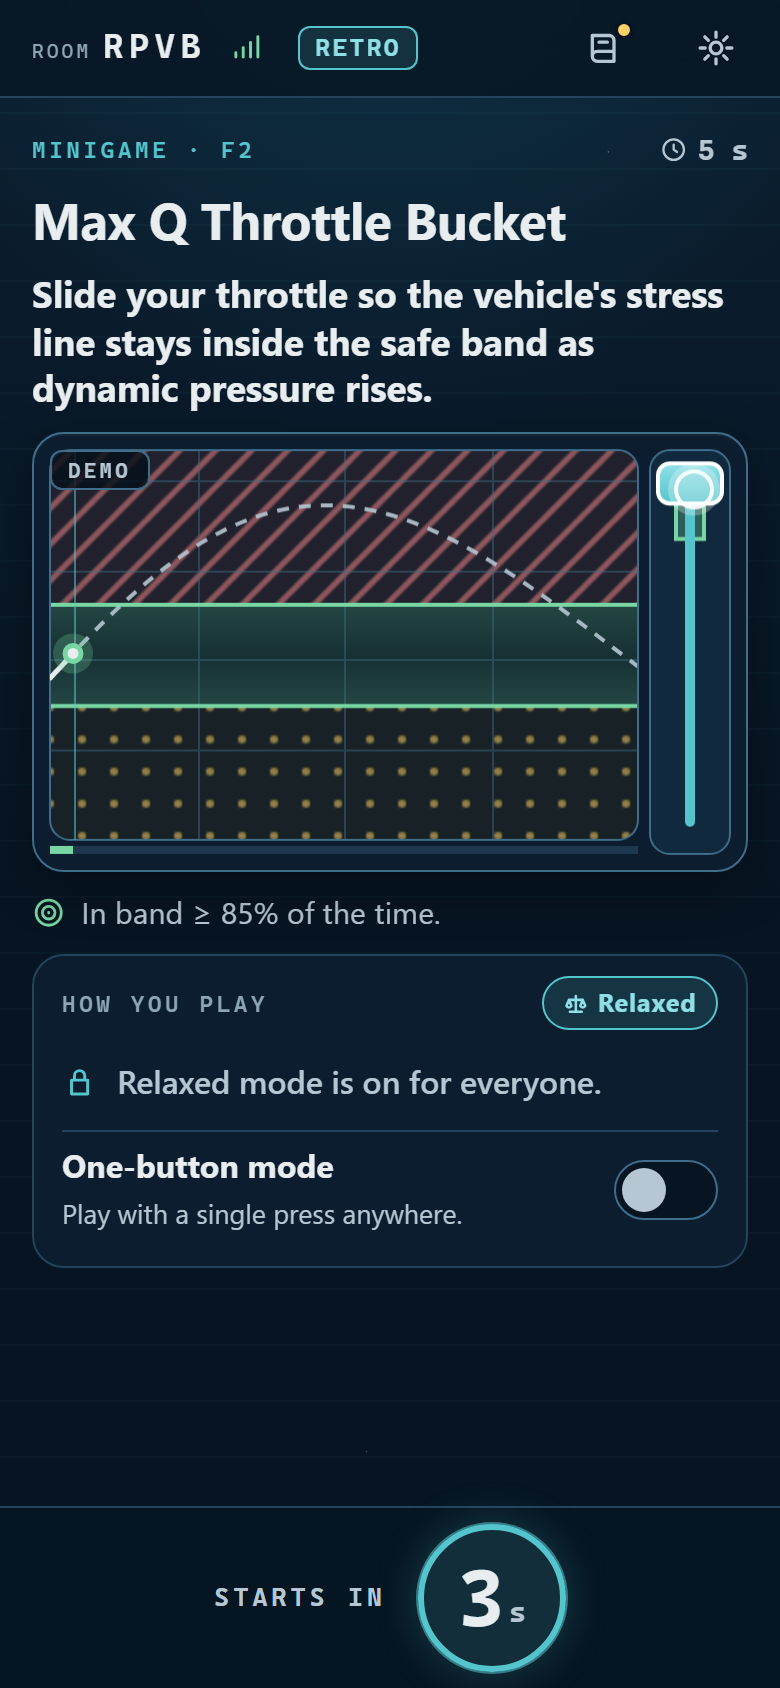 ROOM RPVB RETRO
MINIGAME · F2 5 s
Max Q Throttle Bucket
Slide your throttle so the vehicle's stress
line stays inside the safe band as
dynamic pressure rises.
DEMO
In band ≥ 85% of the time.
HOW YOU PLAY Relaxed
Relaxed mode is on for everyone.
One-button mode
Play with a single press anywhere.
STARTS IN 3 s